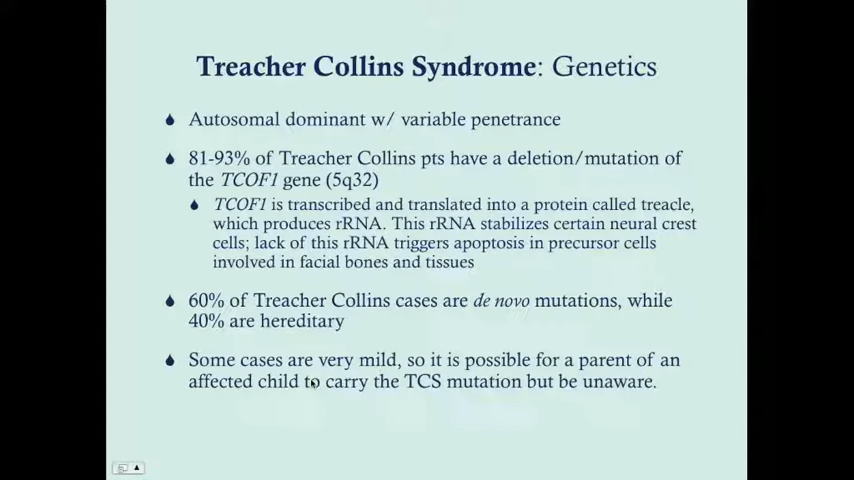 Treacher Collins Syndrome: Genetics
Autosomal dominant w/ variable penetrance
81-93% of Treacher Collins pts have a deletion/mutation of
the TCOF1 gene (5q32)
TCOF1 is transcribed and translated into a protein called treacle,
which produces rRNA. This rRNA stabilizes certain neural crest
cells; lack of this rRNA triggers apoptosis in precursor cells
involved in facial bones and tissues
60% of Treacher Collins cases are de novo mutations, while
40% are hereditary
Some cases are very mild, so it is possible for a parent of an
affected child to carry the TCS mutation but be unaware.